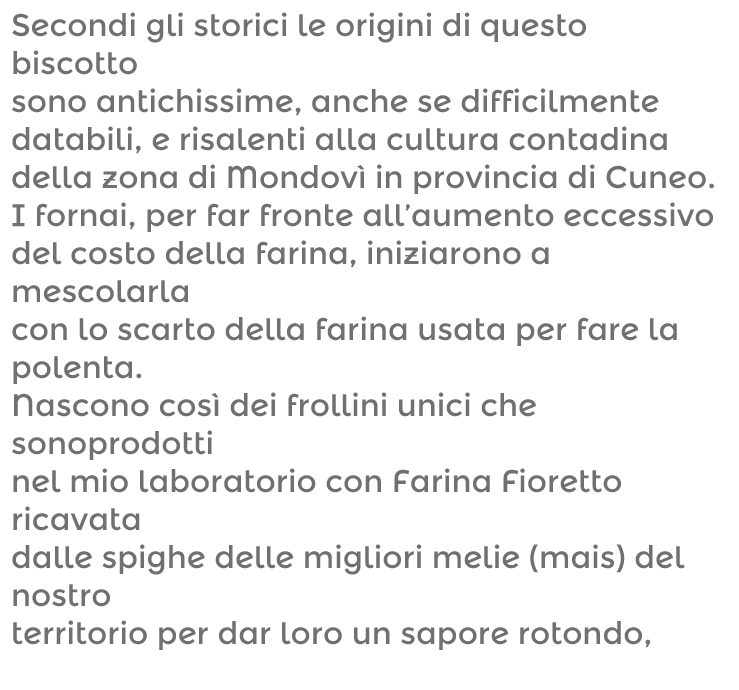 Secondi gli storici le origini di questo
biscotto
sono antichissime, anche se difficilmente
databili, e risalenti alla cultura contadina
della zona di Mondovì in provincia di Cuneo.
I fornai, per far fronte all’aumento eccessivo
del costo della farina, iniziarono a
mescolarla
con lo scarto della farina usata per fare la
polenta.
Nascono così dei frollini unici che
sonoprodotti
nel mio laboratorio con Farina Fioretto
ricavata
dalle spighe delle migliori melie (mais) del
nostro
territorio per dar loro un sapore rotondo,